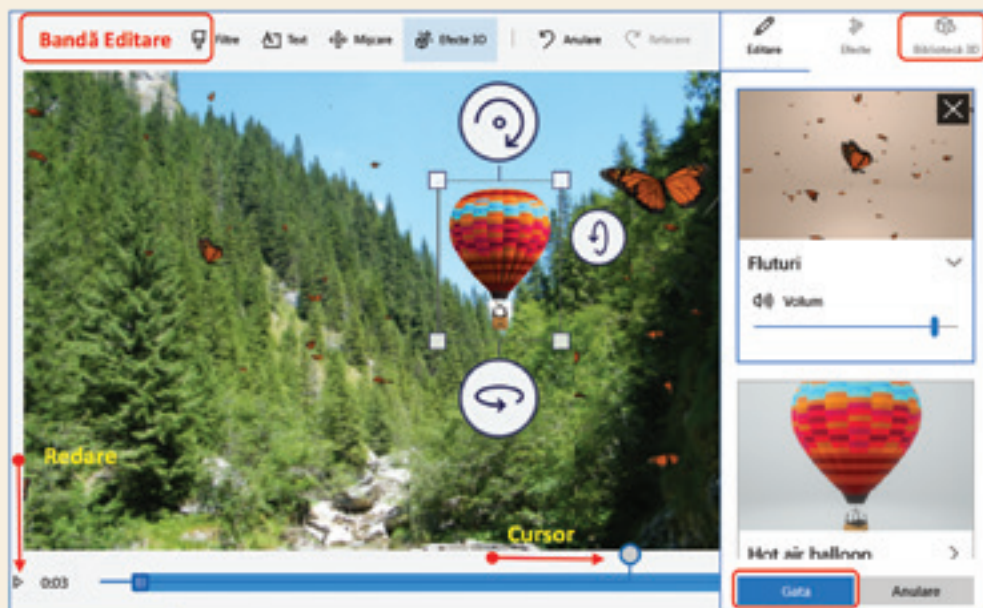 Bandă Editare
Filtre
Text
Mișcare
Efecte 3D
Anulare
Refacere
Editare
Efecte
Bibliotecă 3D
Fluturi
Volum
Redare
Cursor
0:03
Hot air balloon
Gata
Anulare